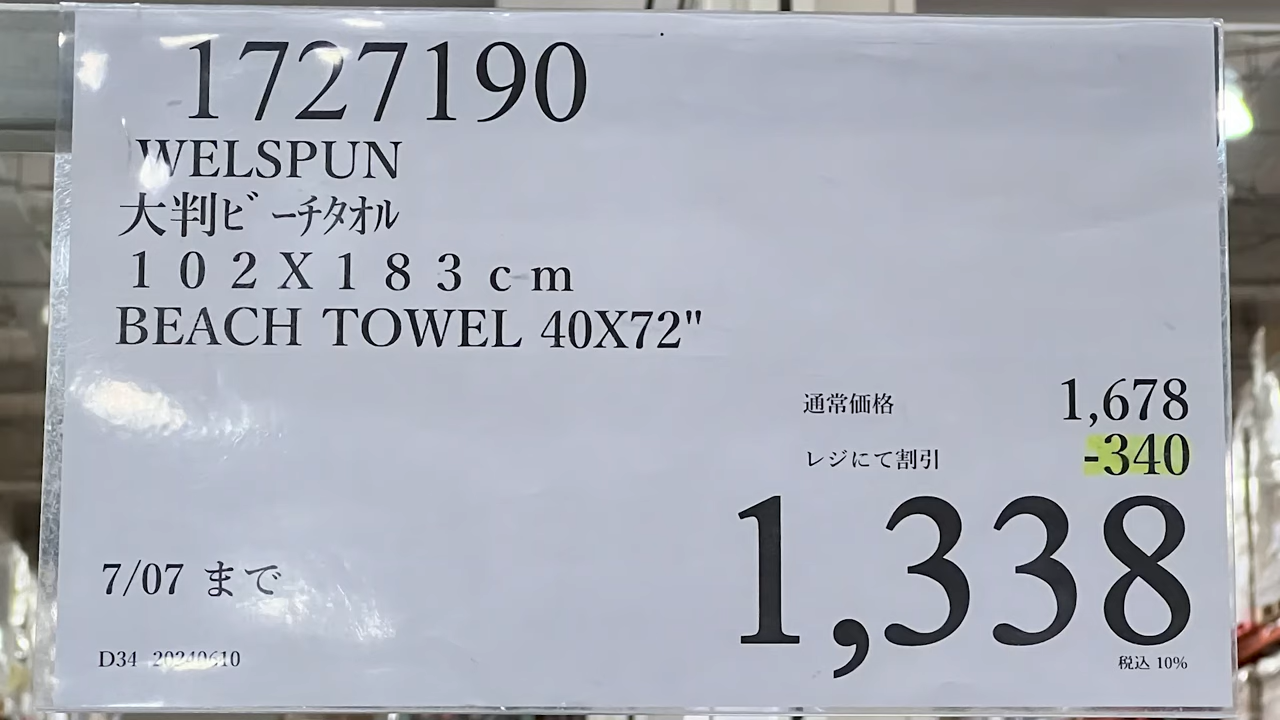 1727190
WELSPUN
大判ﾋﾞｰﾁﾀｵﾙ
１０２Ｘ１８３ｃｍ
BEACH TOWEL 40X72"
通常価格 1,678
レジにて割引 -340
1,338
7/07 まで
税込 10%
D34 20240610